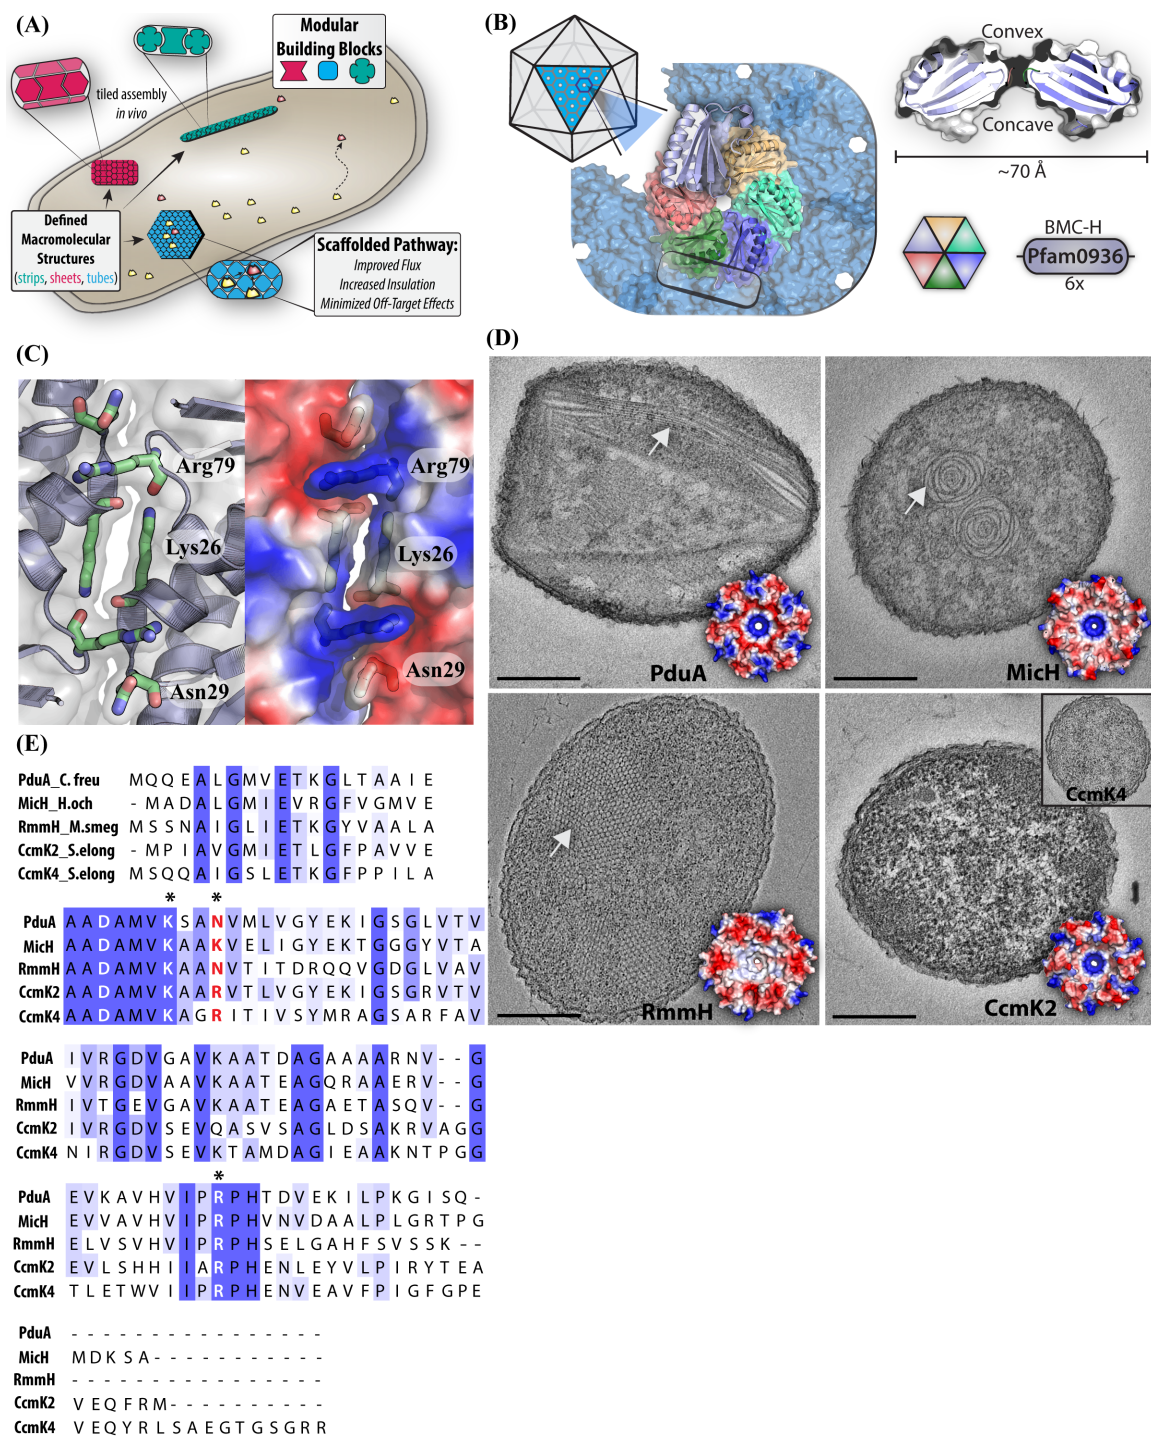 (A)
Modular
Building Blocks
tiled assembly
in vivo
Defined
Macromolecular
Structures
(strips, sheets, tubes)
Scaffolded Pathway:
Improved Flux
Increased Insulation
Minimized Off-Target Effects
(B)
Convex
Concave
~70 Å
BMC-H
Pfam0936
6x
(C)
Arg79
Lys26
Asn29
Arg79
Lys26
Asn29
(D)
PduA
MicH
RmmH
CcmK4
CcmK2
(E)
PduA_C.freu MQQEALGMVETKGLTAAIE
MicH_H.och -MADALGMIEVRGFVGMVE
RmmH_M.smeg MSSNAIGLIETKGYVAALA
CcmK2_S.elong -MPIAVGMIETLGFPAVVE
CcmK4_S.elong MSQQAIGSLETKGFPPILA
* *
PduA AADAMVKSANVMLVGYEKIGSGLVTV
MicH AADAMVKAAKVELIGYEKTGGGYVTA
RmmH AADAMVKAANVTITDRQQVGDGLVAV
CcmK2 AADAMVKAARVTLVGYEKIGSGRVTV
CcmK4 AADAMVKAGRITIVSYMRAGSARFAV
PduA IVRGDVGAVKAATDAGAAAARNV--G
MicH VVRGDVAAVKAATEAGQRAAERV--G
RmmH IVTGEVGAVKAATEAGAETASQV--G
CcmK2 IVRGDVSEVQASVSAGLDSAKRVAGG
CcmK4 NIRGDVSEVKTAMDAGIEAAKNTPGG
*
PduA EVKAVHVIPRPHTDVEKILPKGISQ-
MicH EVVAVHVIPRPHVNVDAALPLGRTPG
RmmH ELVSVHVIPRPHSELGAHFSVSSK--
CcmK2 EVLSHHIIARPHENLEYVLPIRYTEA
CcmK4 TLETWVIIPRPHENVEAVFPIGFGPE
PduA ----------------
MicH MDKSA-----------
RmmH ----------------
CcmK2 VEQFRM----------
CcmK4 VEQYRLSAEGTGSGRR